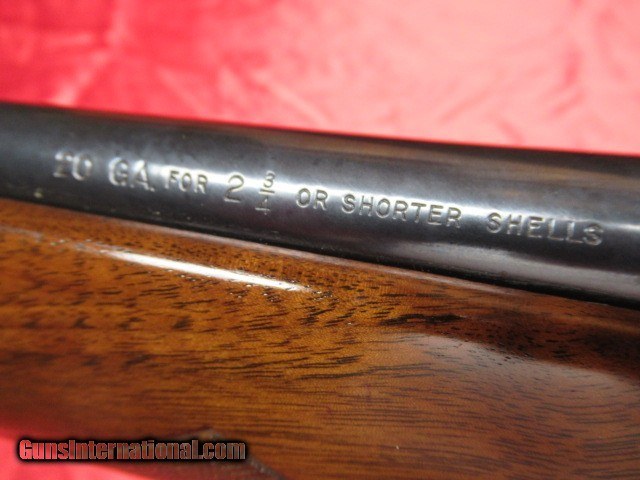 20 GA. FOR 2 3/4 OR SHORTER SHELLS
GunsInternational.com